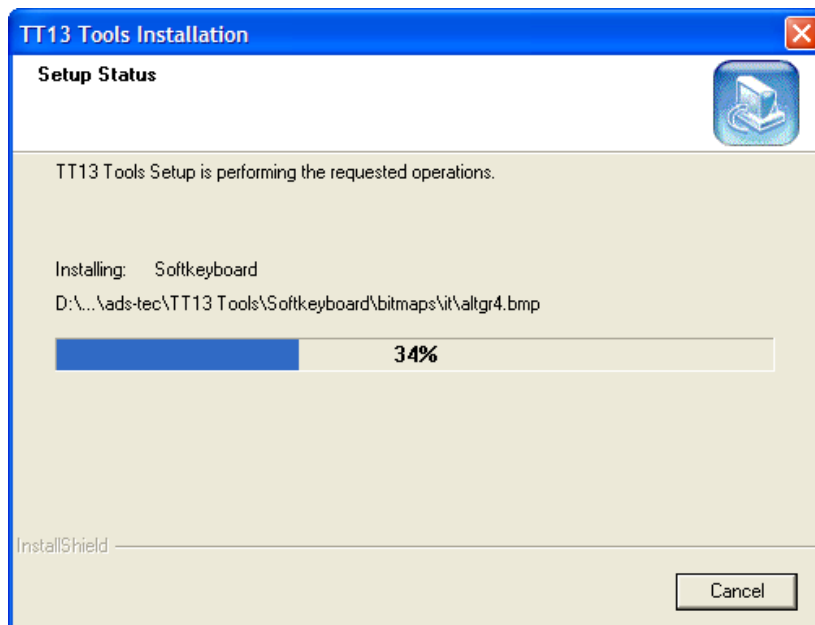 TT13 Tools Installation
Setup Status
TT13 Tools Setup is performing the requested operations.
Installing: Softkeyboard
D:\...\ads-tec\TT13 Tools\Softkeyboard\bitmaps\it\altgr4.bmp
34%
InstallShield
Cancel